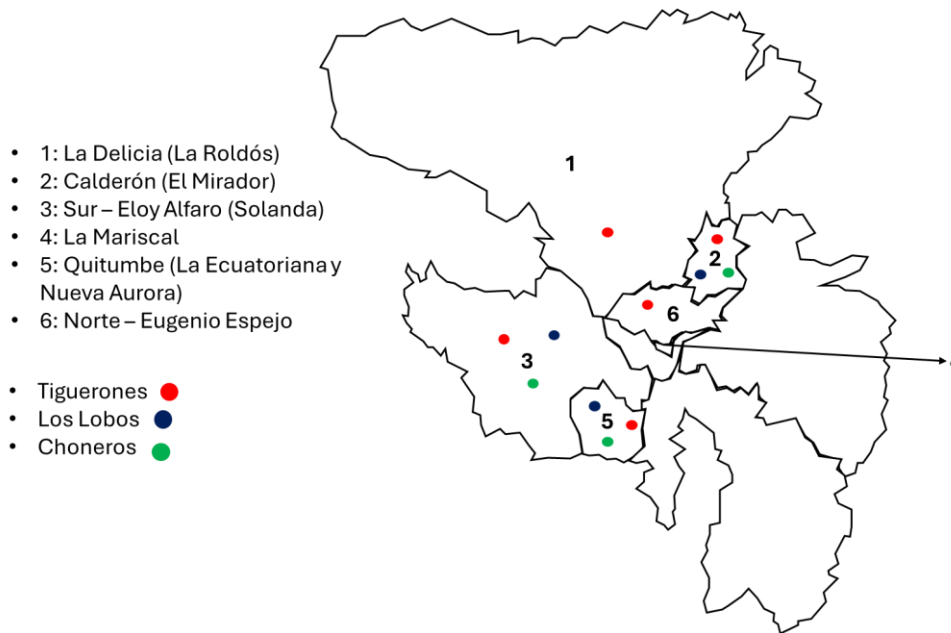 • 1: La Delicia (La Roldós)
• 2: Calderón (El Mirador)
• 3: Sur – Eloy Alfaro (Solanda)
• 4: La Mariscal
• 5: Quitumbe (La Ecuatoriana y
Nueva Aurora)
• 6: Norte – Eugenio Espejo
• Tiguerones
• Los Lobos
• Choneros
1
2
6
3
5